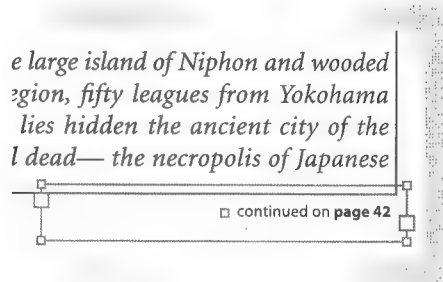 e large island of Niphon and wooded
egion, fifty leagues from Yokohama
lies hidden the ancient city of the
l dead— the necropolis of Japanese
continued on page 42